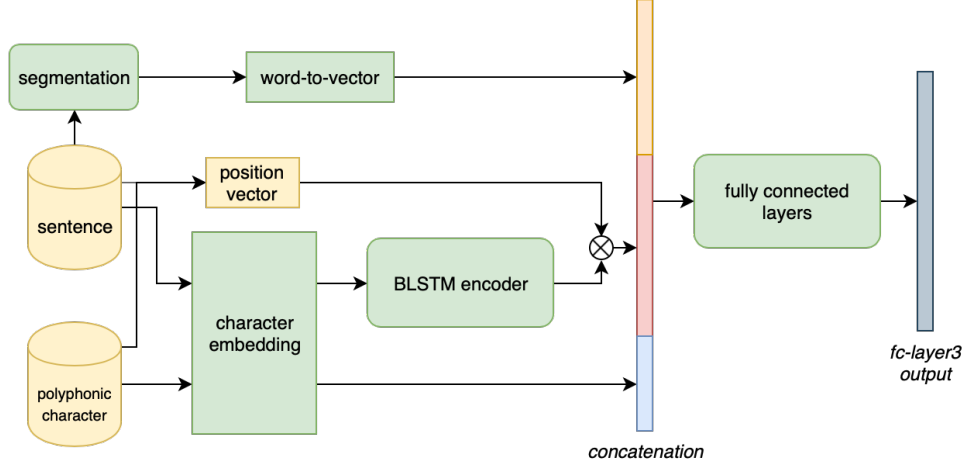 segmentation
word-to-vector
position
vector
sentence
fully connected
layers
BLSTM encoder
character
embedding
polyphonic
character
fc-layer3
output
concatenation